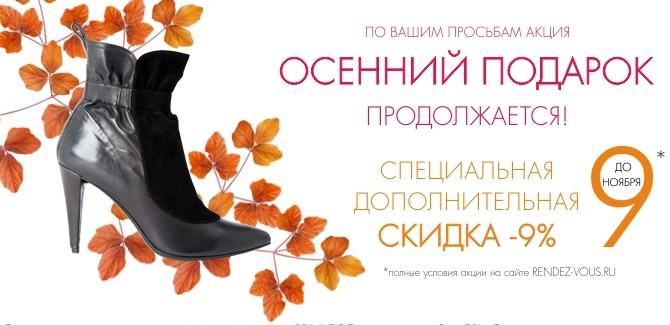 ПО ВАШИМ ПРОСЬБАМ АКЦИЯ
ОСЕННИЙ ПОДАРОК
ПРОДОЛЖАЕТСЯ!
СПЕЦИАЛЬНАЯ
ДОПОЛНИТЕЛЬНАЯ
СКИДКА -9%
ДО
НОЯБРЯ
9*
*полные условия акции на сайте RENDEZ-VOUS.RU